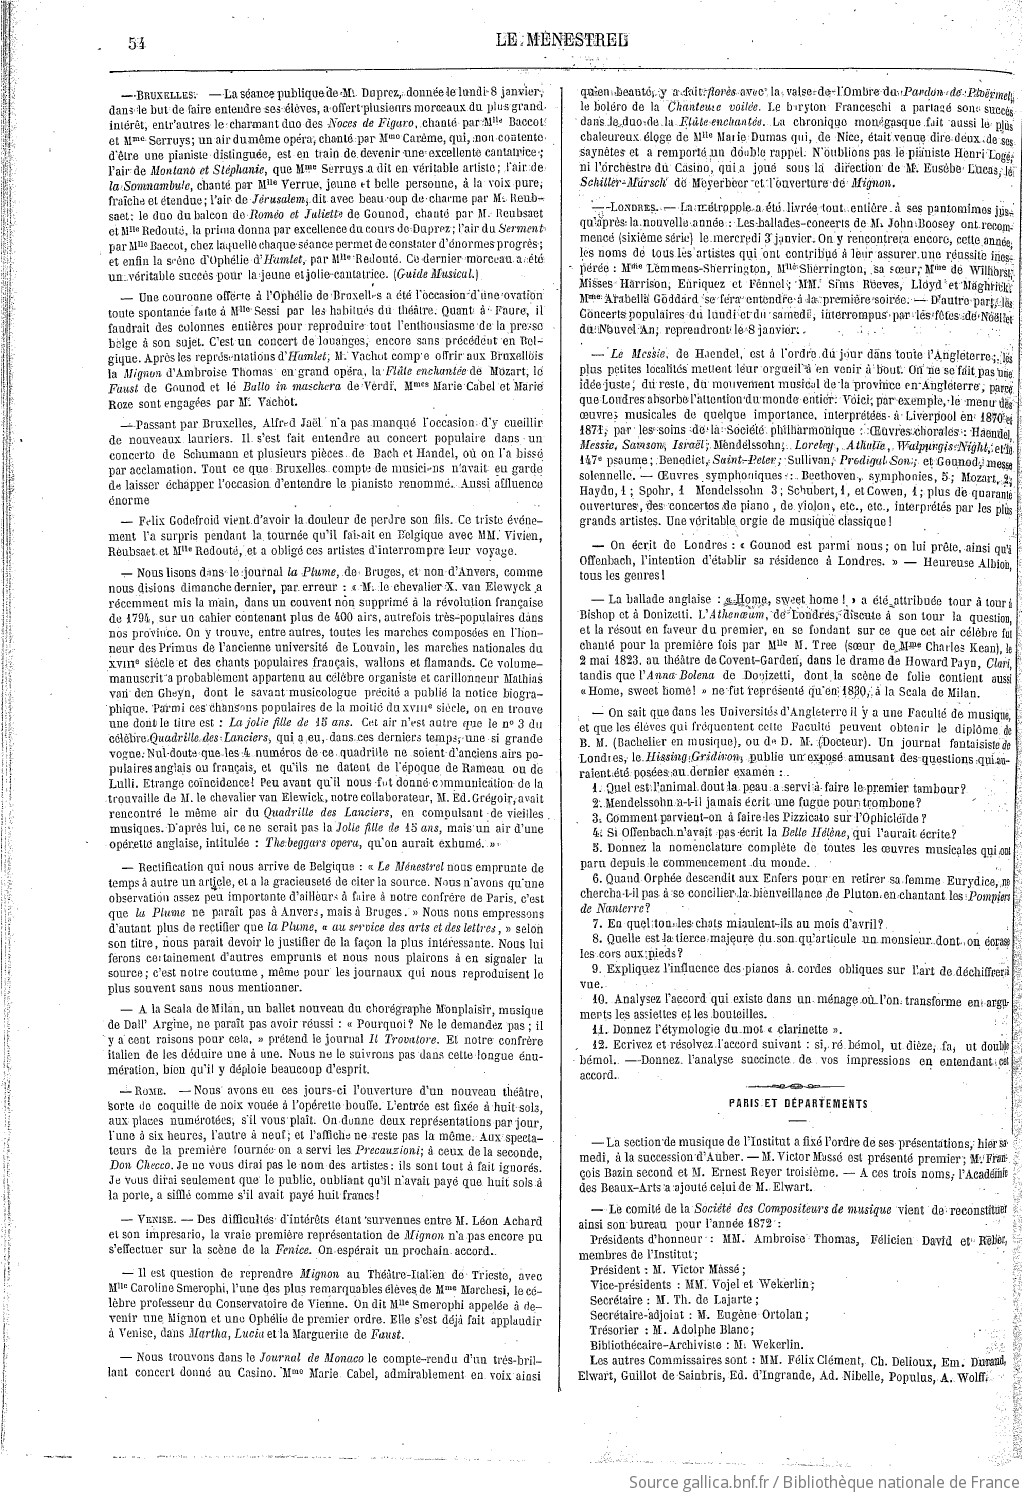 54
LE MÉNESTREL
— BRUXELLES. — La séance publique de M. Duprez, donnée le lundi 8 janvier,
dans le but de faire entendre ses élèves, a offert plusieurs morceaux du plus grand
intérêt, entr'autres le charmant duo des Noces de Figaro, chanté par Mlle Baccot
et Mme Serruys; un air du même opéra, chanté par Mme Carême, qui, non contente
d'être une pianiste distinguée, est en train de devenir une excellente cantatrice;
l'air de Montano et Stéphanie, que Mme Serruys a dit en véritable artiste; l'air de
la Somnambule, chanté par Mlle Verrue, jeune et belle personne, à la voix pure,
fraîche et étendue; l'air de Jérusalem, dit avec beaucoup de charme par M. Reub-
saet; le duo du balcon de Roméo et Juliette de Gounod, chanté par M. Reubsaet
et Mlle Redouté, la prima donna par excellence du cours de Duprez; l'air du Serment
par Mlle Baccot, chez laquelle chaque séance permet de constater d'énormes progrès;
et enfin la scène d'Ophélie d'Hamlet, par Mlle Redouté. Ce dernier morceau a été
un véritable succès pour la jeune et jolie cantatrice. (Guide Musical.)
— Une couronne offerte à l'Ophélie de Bruxelles a été l'occasion d'une ovation
toute spontanée faite à Mlle Sessi par les habitués du théâtre. Quant à Faure, il
faudrait des colonnes entières pour reproduire tout l'enthousiasme de la presse
belge à son sujet. C'est un concert de louanges, encore sans précédent en Bel-
gique. Après les représentations d'Hamlet, M. Vachot compte offrir aux Bruxellois
la Mignon d'Ambroise Thomas en grand opéra, la Flûte enchantée de Mozart, le
Faust de Gounod et le Ballo in maschera de Verdi. Mmes Marie Cabel et Marie
Roze sont engagées par M. Vachot.
— Passant par Bruxelles, Alfred Jaël n'a pas manqué l'occasion d'y cueillir
de nouveaux lauriers. Il s'est fait entendre au concert populaire dans un
concerto de Schumann et plusieurs pièces de Bach et Handel, où on l'a bissé
par acclamation. Tout ce que Bruxelles compte de musiciens n'avait eu garde
de laisser échapper l'occasion d'entendre le pianiste renommé. Aussi affluence
énorme
— Felix Godefroid vient d'avoir la douleur de perdre son fils. Ce triste événe-
ment l'a surpris pendant la tournée qu'il faisait en Belgique avec MM. Vivien,
Reubsaet et Mlle Redouté, et a obligé ces artistes d'interrompre leur voyage.
— Nous lisons dans le journal la Plume, de Bruges, et non d'Anvers, comme
nous disions dimanche dernier, par erreur : « M. le chevalier X. van Elewyck a
récemment mis la main, dans un couvent non supprimé à la révolution française
de 1794, sur un cahier contenant plus de 400 airs, autrefois très-populaires dans
nos province. On y trouve, entre autres, toutes les marches composées en l'hon-
neur des Primus de l'ancienne université de Louvain, les marches nationales du
XVIIIe siècle et des chants populaires français, wallons et flamands. Ce volume-
manuscrit a probablement appartenu au célèbre organiste et carillonneur Mathias
van den Gheyn, dont le savant musicologue précité a publié la notice biogra-
phique. Parmi ces chansons populaires de la moitié du XVIIIe siècle, on en trouve
une dont le titre est : La jolie fille de 15 ans. Cet air n'est autre que le no 3 du
célèbre Quadrille des Lanciers, qui a eu, dans ces derniers temps, une si grande
vogue. Nul doute que les 4 numéros de ce quadrille ne soient d'anciens airs po-
pulaires anglais ou français, et qu'ils ne datent de l'époque de Rameau ou de
Lulli. Etrange coïncidence! Peu avant qu'il nous fut donné communication de la
trouvaille de M. le chevalier van Elewick, notre collaborateur, M. Ed. Grégoir, avait
rencontré le même air du Quadrille des Lanciers, en compulsant de vieilles
musiques. D'après lui, ce ne serait pas la Jolie fille de 15 ans, mais un air d'une
opérette anglaise, intitulée : The beggars opera, qu'on aurait exhumé. »
— Rectification qui nous arrive de Belgique : « Le Ménestrel nous emprunte de
temps à autre un article, et a la gracieuseté de citer la source. Nous n'avons qu'une
observation assez peu importante d'ailleurs à faire à notre confrère de Paris, c'est
que la Plume ne paraît pas à Anvers, mais à Bruges. » Nous nous empressons
d'autant plus de rectifier que la Plume, « au service des arts et des lettres, » selon
son titre, nous parait devoir le justifier de la façon la plus intéressante. Nous lui
ferons certainement d'autres emprunts et nous nous plairons à en signaler la
source; c'est notre coutume, même pour les journaux qui nous reproduisent le
plus souvent sans nous mentionner.
— A la Scala de Milan, un ballet nouveau du chorégraphe Monplaisir, musique
de Dall' Argine, ne paraît pas avoir réussi : « Pourquoi? Ne le demandez pas; il
y a cent raisons pour cela, » prétend le journal Il Trovatore. Et notre confrère
italien de les déduire une à une. Nous ne le suivrons pas dans cette longue énu-
mération, bien qu'il y déploie beaucoup d'esprit.
— ROME. — Nous avons eu ces jours-ci l'ouverture d'un nouveau théâtre,
sorte de coquille de noix vouée à l'opérette bouffe. L'entrée est fixée à huit sols,
aux places numérotées, s'il vous plaît. On donne deux représentations par jour,
l'une à six heures, l'autre à neuf; et l'affiche ne reste pas la même. Aux specta-
teurs de la première fournée on a servi les Precauzioni; à ceux de la seconde,
Don Checco. Je ne vous dirai pas le nom des artistes : ils sont tout à fait ignorés.
Je vous dirai seulement que le public, oubliant qu'il n'avait payé que huit sols à
la porte, a sifflé comme s'il avait payé huit francs!
— VENISE. — Des difficultés d'intérêts étant survenues entre M. Léon Achard
et son impresario, la vraie première représentation de Mignon n'a pas encore pu
s'effectuer sur la scène de la Fenice. On espérait un prochain accord.
— Il est question de reprendre Mignon au Théâtre-Italien de Trieste, avec
Mlle Caroline Smerophi, l'une des plus remarquables élèves de Mme Marchesi, le cé-
lèbre professeur du Conservatoire de Vienne. On dit Mlle Smerophi appelée à de-
venir une Mignon et une Ophélie de premier ordre. Elle s'est déjà fait applaudir
à Venise, dans Martha, Lucia et la Marguerite de Faust.
— Nous trouvons dans le Journal de Monaco le compte-rendu d'un très-bril-
lant concert donné au Casino. Mme Marie Cabel, admirablement en voix ainsi
qu'en beauté, y a fait florès avec la valse de l'Ombre du Pardon de Ploërmel,
le boléro de la Chanteuse voilée. Le baryton Franceschi a partagé son succès
dans le duo de la Flûte enchantée. La chronique monégasque fait aussi le plus
chaleureux éloge de Mlle Marie Dumas qui, de Nice, était venue dire deux de ses
saynètes et a remporté un double rappel. N'oublions pas le pianiste Henri Logé,
ni l'orchestre du Casino, qui a joué sous la direction de M. Eusèbe Lucas, le
Schiller-Marsch de Meyerbeer et l'ouverture de Mignon.
— LONDRES. — La métropple a été livrée tout entière à ses pantomimes jus-
qu'après la nouvelle année : Les ballades-concerts de M. John Boosey ont recom-
mencé (sixième série) le mercredi 3 janvier. On y rencontrera encore, cette année,
les noms de tous les artistes qui ont contribué à leur assurer une réussite ines-
pérée : Mme Lemmens-Sherrington, Mlle Sherrington, sa sœur, Mme de Wilhorst,
Misses Harrison, Enriquez et Fennel; MM. Sims Reeves, Lloyd et Maghrick;
Mme Arabella Goddard se fera entendre à la première soirée. — D'autre part, les
Concerts populaires du lundi et du samedi, interrompus par les fêtes de Noël et
du Nouvel An, reprendront le 8 janvier.
— Le Messie, de Haendel, est à l'ordre du jour dans toute l'Angleterre; les
plus petites localités mettent leur orgueil à en venir à bout. On ne se fait pas une
idée juste, du reste, du mouvement musical de la province en Angleterre, parce
que Londres absorbe l'attention du monde entier. Voici, par exemple, le menu des
œuvres musicales de quelque importance, interprétées à Liverpool en 1870 et
1871, par les soins de la Société philharmonique : Œuvres chorales : Haendel,
Messie, Samson, Israël; Mendelssohn, Loreley, Athalie, Walpurgis Night, et le
147e psaume; Benedict, Saint-Peter; Sullivan, Prodigal Son; et Gounod, messe
solennelle. — Œuvres symphoniques : Beethoven, symphonies, 5; Mozart, 2;
Haydn, 1; Spohr, 1 Mendelssohn 3; Schubert, 1, et Cowen, 1; plus de quarante
ouvertures, des concertos de piano, de violon, etc., etc., interprétés par les plus
grands artistes. Une véritable orgie de musique classique!
— On écrit de Londres : « Gounod est parmi nous; on lui prête, ainsi qu'à
Offenbach, l'intention d'établir sa résidence à Londres. » — Heureuse Albion,
tous les genres!
— La ballade anglaise : « Home, sweet home! » a été attribuée tour à tour à
Bishop et à Donizetti. L'Athenœum, de Londres, discute à son tour la question,
et la résout en faveur du premier, en se fondant sur ce que cet air célèbre fut
chanté pour la première fois par Mlle M. Tree (sœur de Mme Charles Kean), le
2 mai 1823, au théâtre de Covent-Garden, dans le drame de Howard Payn, Clari,
tandis que l'Anna Bolena de Donizetti, dont la scène de folie contient aussi
« Home, sweet home! » ne fut représenté qu'en 1830, à la Scala de Milan.
— On sait que dans les Universités d'Angleterre il y a une Faculté de musique,
et que les élèves qui fréquentent cette Faculté peuvent obtenir le diplôme de
B. M. (Bachelier en musique), ou de D. M. (Docteur). Un journal fantaisiste de
Londres, le Hissing Gridiron, publie un exposé amusant des questions qui au-
raient été posées au dernier examen :
1. Quel est l'animal dont la peau a servi à faire le premier tambour?
2. Mendelssohn a-t-il jamais écrit une fugue pour trombone?
3. Comment parvient-on à faire les Pizzicato sur l'Ophicléïde?
4. Si Offenbach n'avait pas écrit la Belle Hélène, qui l'aurait écrite?
5. Donnez la nomenclature complète de toutes les œuvres musicales qui ont
paru depuis le commencement du monde.
6. Quand Orphée descendit aux Enfers pour en retirer sa femme Eurydice, ne
chercha-t-il pas à se concilier la bienveillance de Pluton en chantant les Pompiers
de Nanterre?
7. En quel ton les chats miaulent-ils au mois d'avril?
8. Quelle est la tierce majeure du son qu'articule un monsieur dont on écrase
les cors aux pieds?
9. Expliquez l'influence des pianos à cordes obliques sur l'art de déchiffrer à
vue.
10. Analysez l'accord qui existe dans un ménage où l'on transforme en argu-
ments les assiettes et les bouteilles.
11. Donnez l'étymologie du mot « clarinette ».
12. Ecrivez et résolvez l'accord suivant : si, ré bémol, ut dièze, fa, ut double
bémol. — Donnez l'analyse succincte de vos impressions en entendant cet
accord.
PARIS ET DÉPARTEMENTS
— La section de musique de l'Institut a fixé l'ordre de ses présentations, hier sa-
medi, à la succession d'Auber. — M. Victor Massé est présenté premier; M. Fran-
çois Bazin second et M. Ernest Reyer troisième. — A ces trois noms, l'Académie
des Beaux-Arts a ajouté celui de M. Elwart.
— Le comité de la Société des Compositeurs de musique vient de reconstituer
ainsi son bureau pour l'année 1872 :
Présidents d'honneur : MM. Ambroise Thomas, Félicien David et Reber,
membres de l'Institut;
Président : M. Victor Massé;
Vice-présidents : MM. Vojel et Wekerlin;
Secrétaire : M. Th. de Lajarte;
Secrétaire-adjoint : M. Eugène Ortolan;
Trésorier : M. Adolphe Blanc;
Bibliothécaire-Archiviste : M. Wekerlin.
Les autres Commissaires sont : MM. Félix Clément, Ch. Delioux, Em. Durand,
Elwart, Guillot de Sainbris, Ed. d'Ingrande, Ad. Nibelle, Populus, A. Wolff.
Source gallica.bnf.fr / Bibliothèque nationale de France